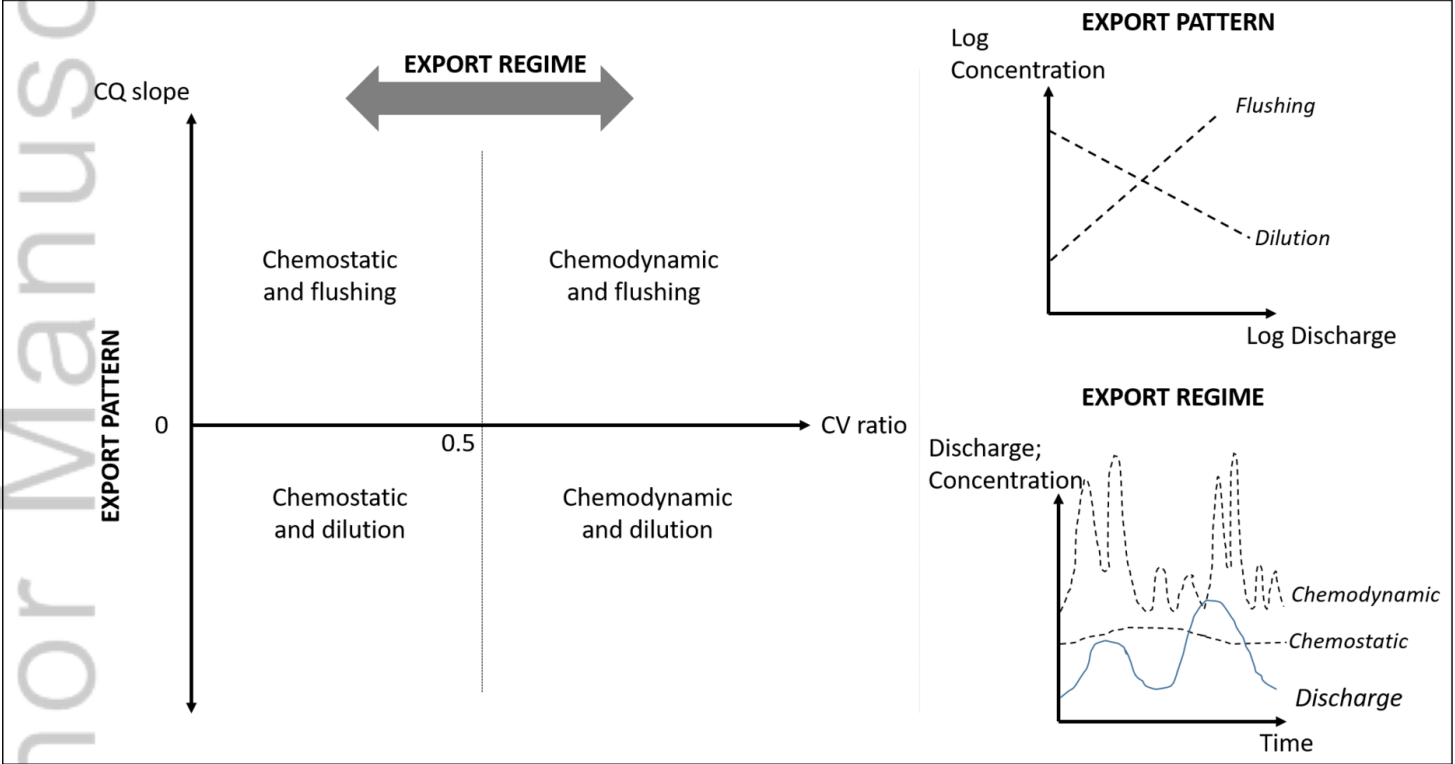 nor Manusc
EXPORT REGIME
CQ slope
Chemostatic
and flushing
Chemodynamic
and flushing
EXPORT PATTERN
0
0.5
CV ratio
Chemostatic
and dilution
Chemodynamic
and dilution
EXPORT PATTERN
Log
Concentration
Flushing
Dilution
Log Discharge
EXPORT REGIME
Discharge;
Concentration
Chemodynamic
Chemostatic
Discharge
Time